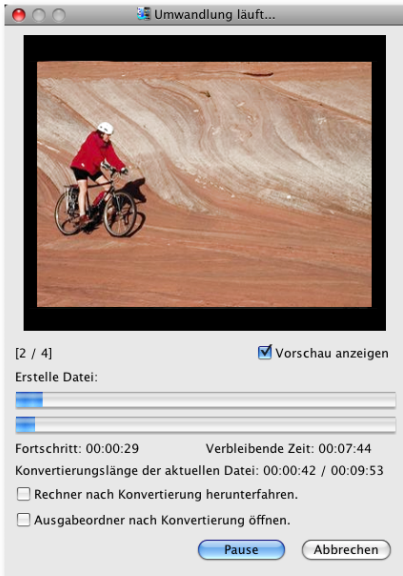 Umwandlung läuft...
[2 / 4] Vorschau anzeigen
Erstelle Datei:
Fortschritt: 00:00:29 Verbleibende Zeit: 00:07:44
Konvertierungslänge der aktuellen Datei: 00:00:42 / 00:09:53
Rechner nach Konvertierung herunterfahren.
Ausgabeordner nach Konvertierung öffnen.
Pause Abbrechen